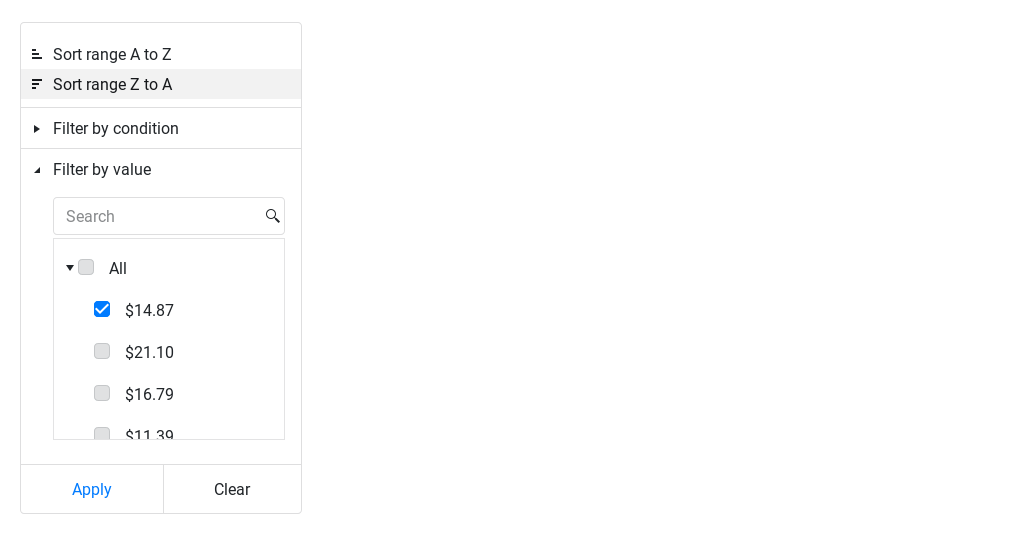 Sort range A to Z
Sort range Z to A
Filter by condition
Filter by value
Search
All
$14.87
$21.10
$16.79
$11.39
Apply
Clear